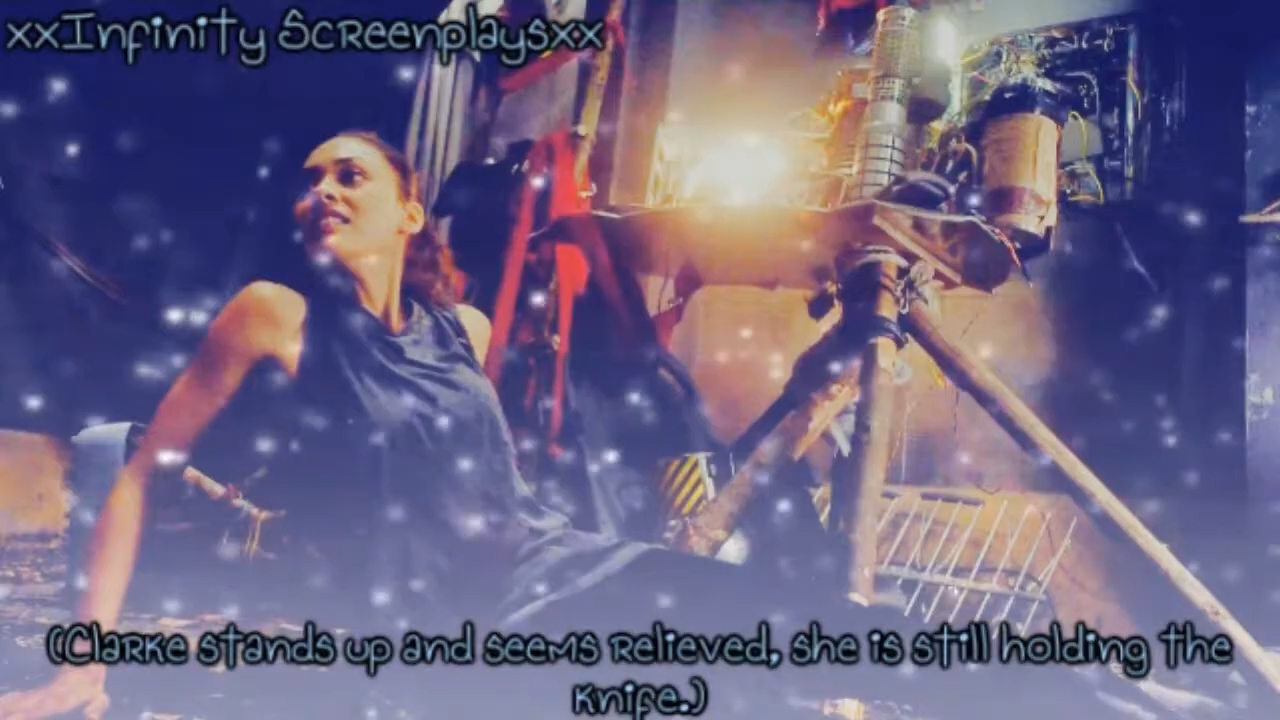 xxInfinity Screenplaysxx
(Clarke stands up and seems relieved, she is still holding the
knife.)